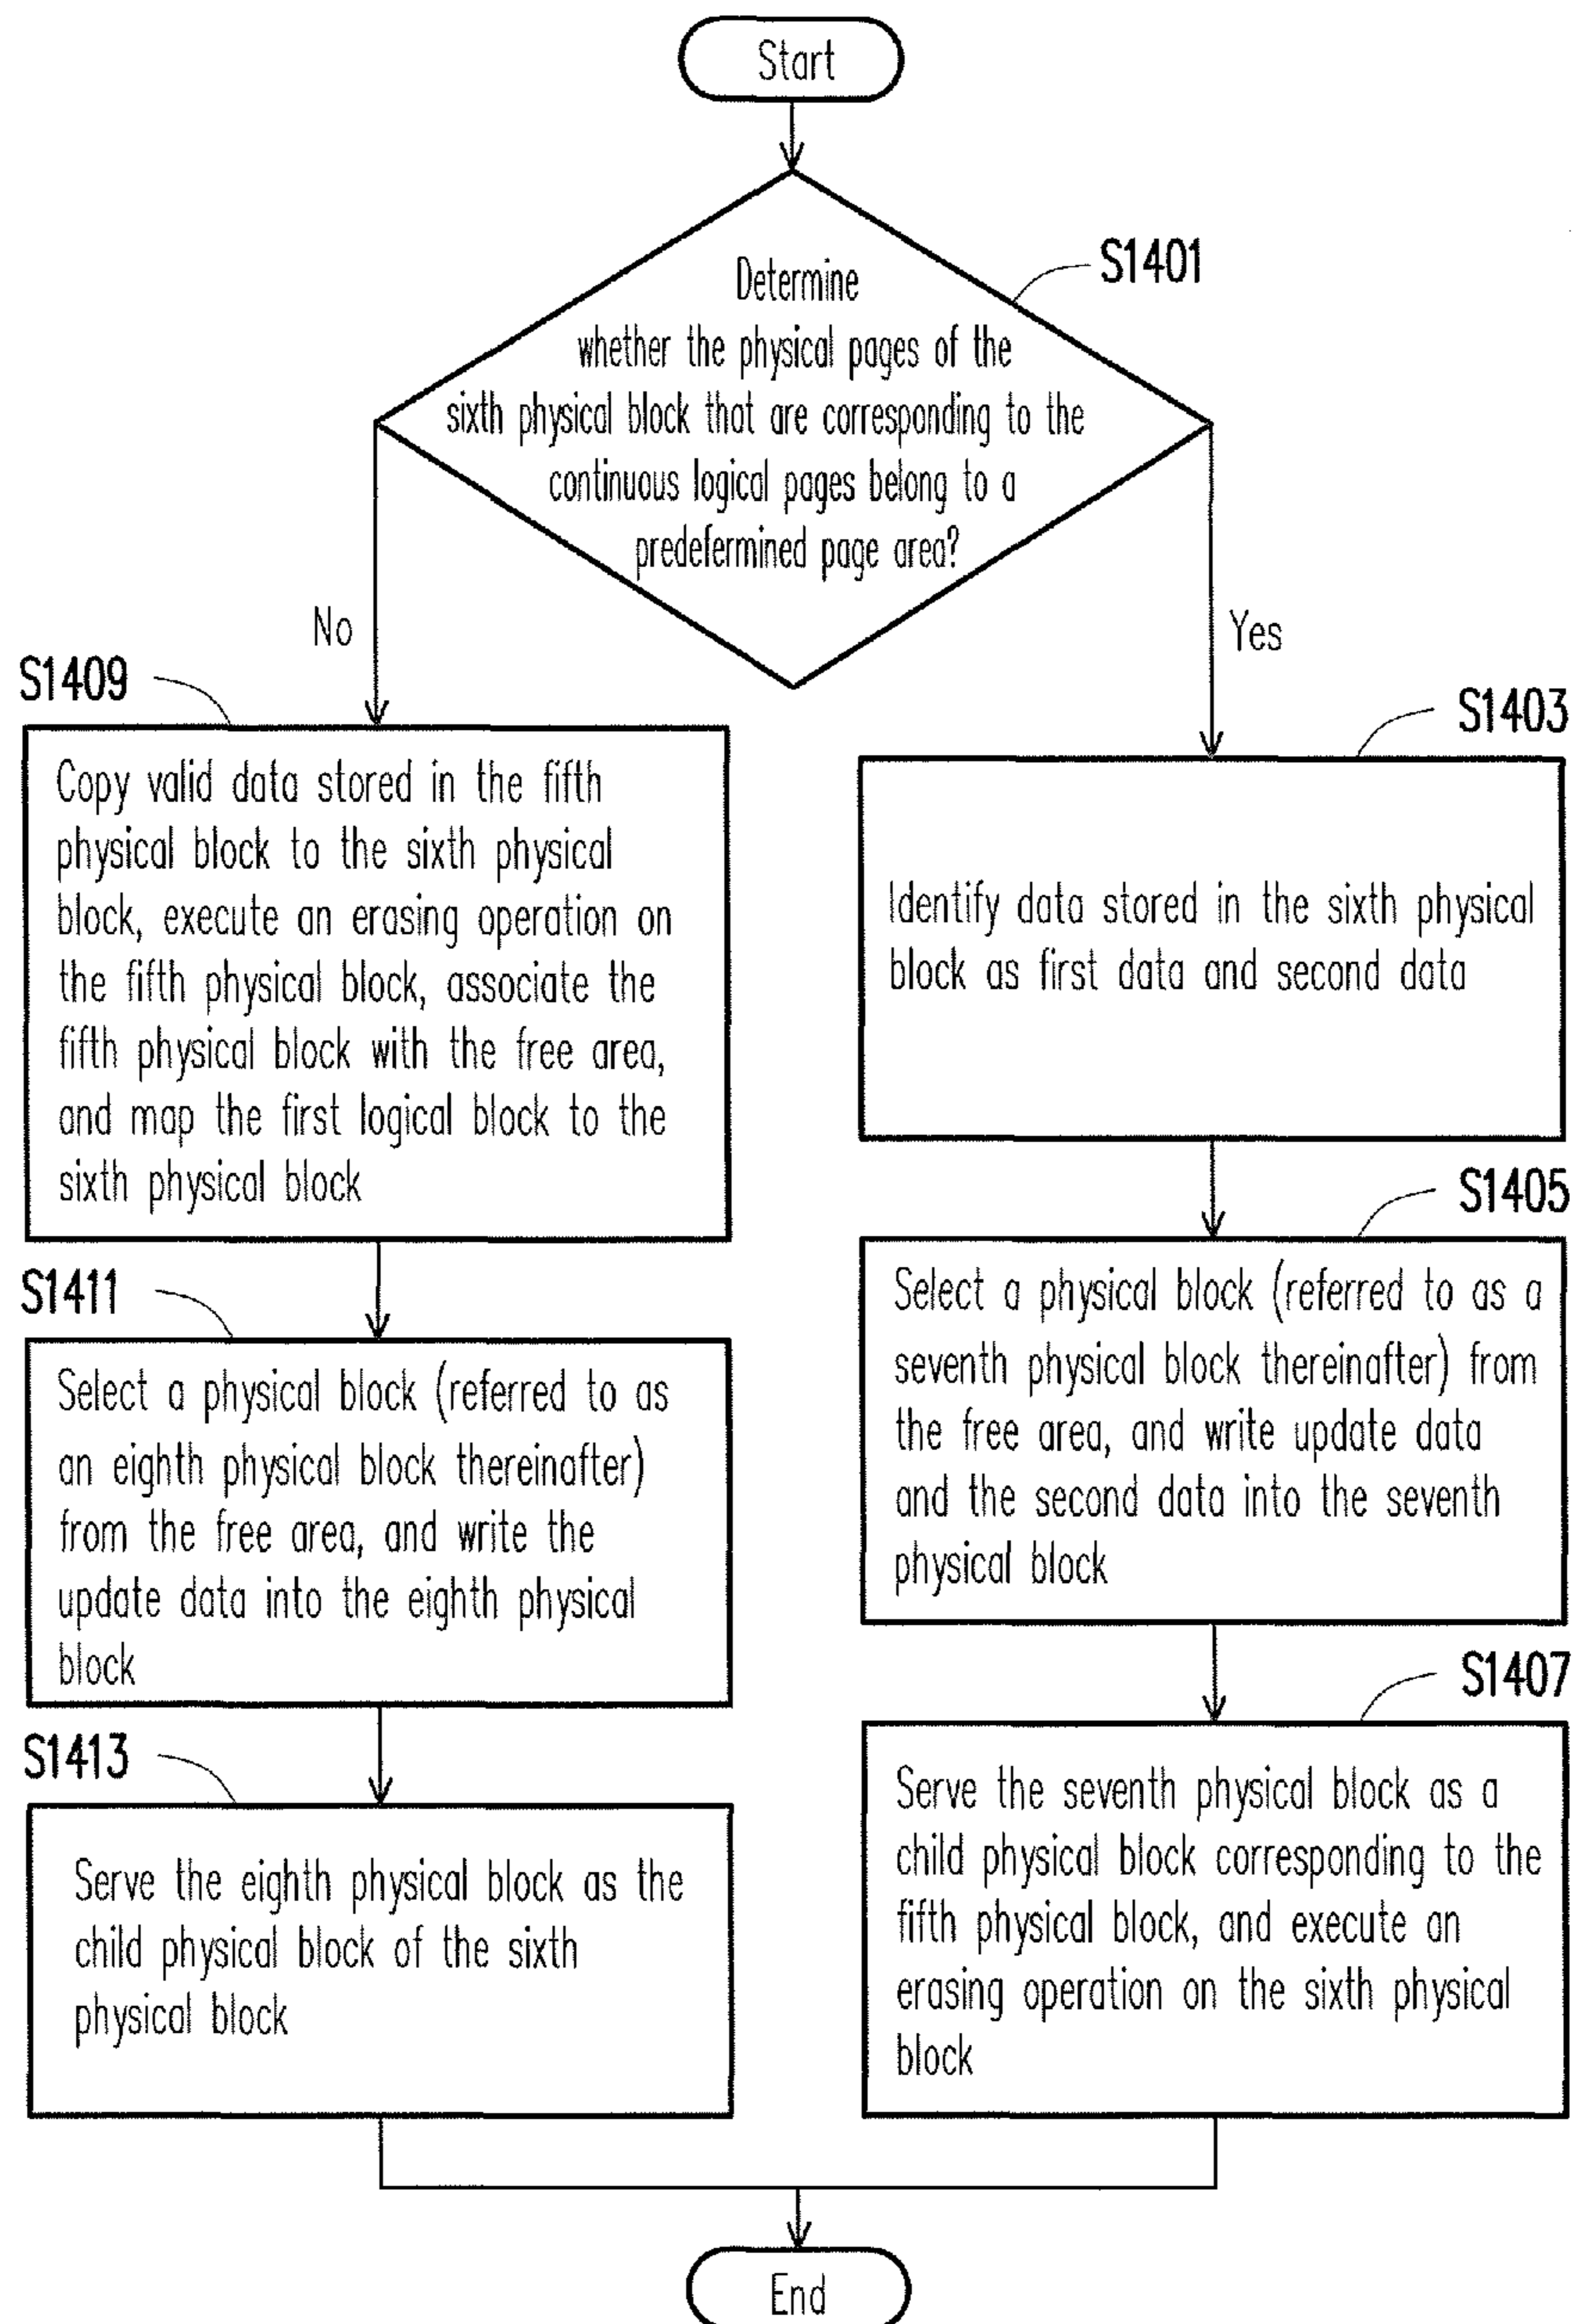 Start
Determine
whether the physical pages of the
sixth physical block that are corresponding to the
continuous logical pages belong to a
predefermined page area?
S1401
No
Yes
S1409
Copy valid data stored in the fifth
physical block to the sixth physical
block, execute an erasing operation on
the fifth physical block, associate the
fifth physical block with the free area,
and map the first logical block to the
sixth physical block
S1411
Select a physical block (referred to as
an eighth physical block thereinafter)
from the free area, and write the
update data into the eighth physical
block
S1413
Serve the eighth physical block as the
child physical block of the sixth
physical block
S1403
Identify data stored in the sixth physical
block as first data and second data
S1405
Select a physical block (referred to as a
seventh physical block thereinafter) from
the free area, and write update data
and the second data into the seventh
physical block
S1407
Serve the seventh physical block as a
child physical block corresponding to the
fifth physical block, and execute an
erasing operation on the sixth physical
block
End